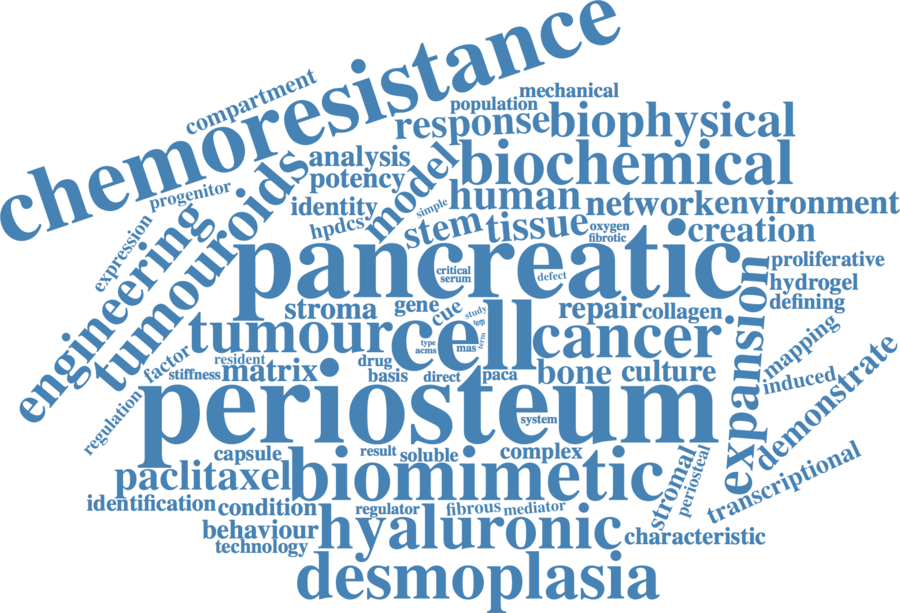 chemoresistance
compartment
mechanical
population
response
biophysical
analysis
model
biochemical
potency
progenitor
tumouroids
human
identity
simple
network
environment
hpdcs
stem
tissue
oxygen
fibrotic
creation
expression
engineering
pancreatic
critical
serum
defect
proliferative
hydrogel
defining
stroma
gene
cue
study
repair
collagen
expansion
tumour
cell
cancer
term
type
acms
mas
mapping
factor
resident
stiffness
matrix
drug
basis
direct
paca
bone
culture
induced
demonstrate
regulation
periosteum
system
capsule
result
soluble
complex
paclitaxel
biomimetic
stromal
periosteal
transcriptional
identification
condition
regulator
fibrous
mediator
behaviour
hyaluronic
characteristic
technology
desmoplasia